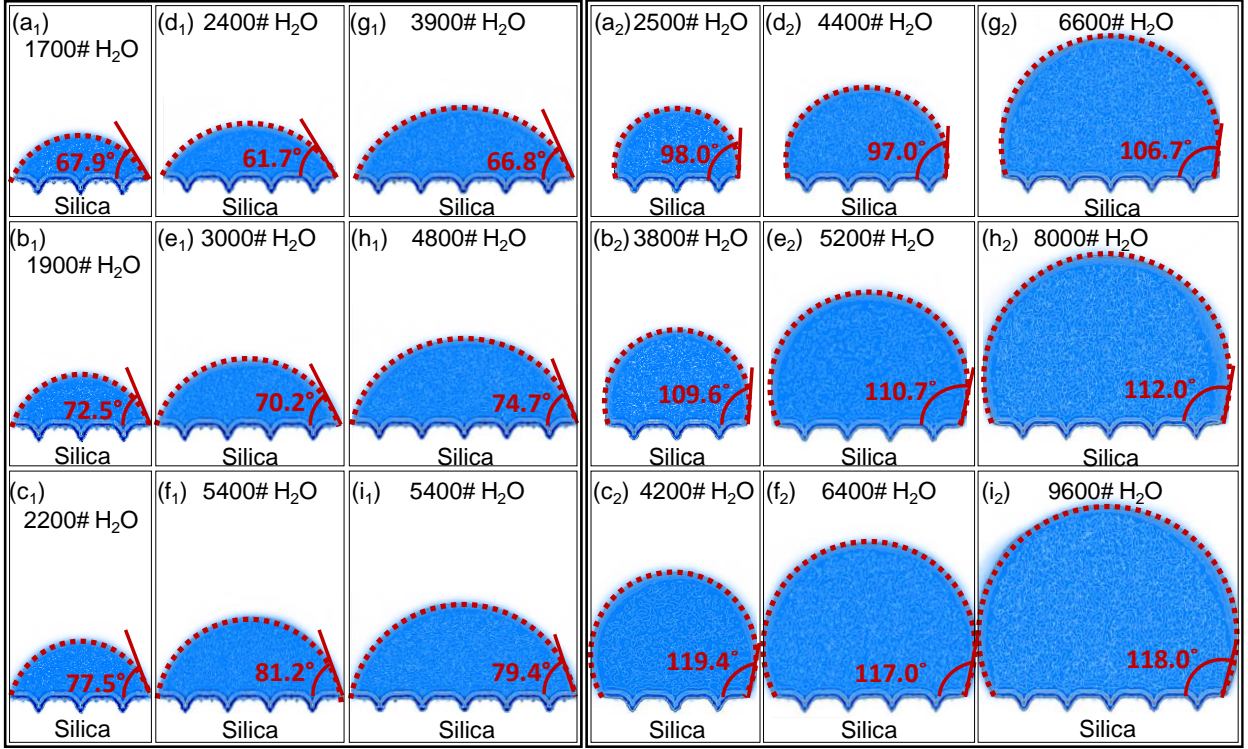 (a₁)
1700# H₂O
67.9°
Silica
(d₁) 2400# H₂O
61.7°
Silica
(g₁) 3900# H₂O
66.8°
Silica
(b₁)
1900# H₂O
72.5°
Silica
(e₁) 3000# H₂O
70.2°
Silica
(h₁) 4800# H₂O
74.7°
Silica
(c₁)
2200# H₂O
77.5°
Silica
(f₁) 5400# H₂O
81.2°
Silica
(i₁) 5400# H₂O
79.4°
Silica
(a₂) 2500# H₂O
98.0°
Silica
(d₂) 4400# H₂O
97.0°
Silica
(g₂) 6600# H₂O
106.7°
Silica
(b₂) 3800# H₂O
109.6°
Silica
(e₂) 5200# H₂O
110.7°
Silica
(h₂) 8000# H₂O
112.0°
Silica
(c₂) 4200# H₂O
119.4°
Silica
(f₂) 6400# H₂O
117.0°
Silica
(i₂) 9600# H₂O
118.0°
Silica